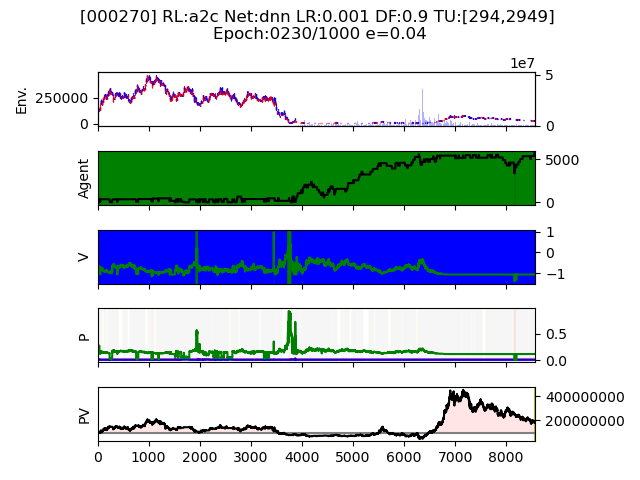 [000270] RL:a2c Net:dnn LR:0.001 DF:0.9 TU:[294,2949]
Epoch:0230/1000 e=0.04
1e7
Env.
250000
0
5
0
Agent
5000
0
V
1
0
−1
P
0.5
0.0
PV
400000000
200000000
0 1000 2000 3000 4000 5000 6000 7000 8000